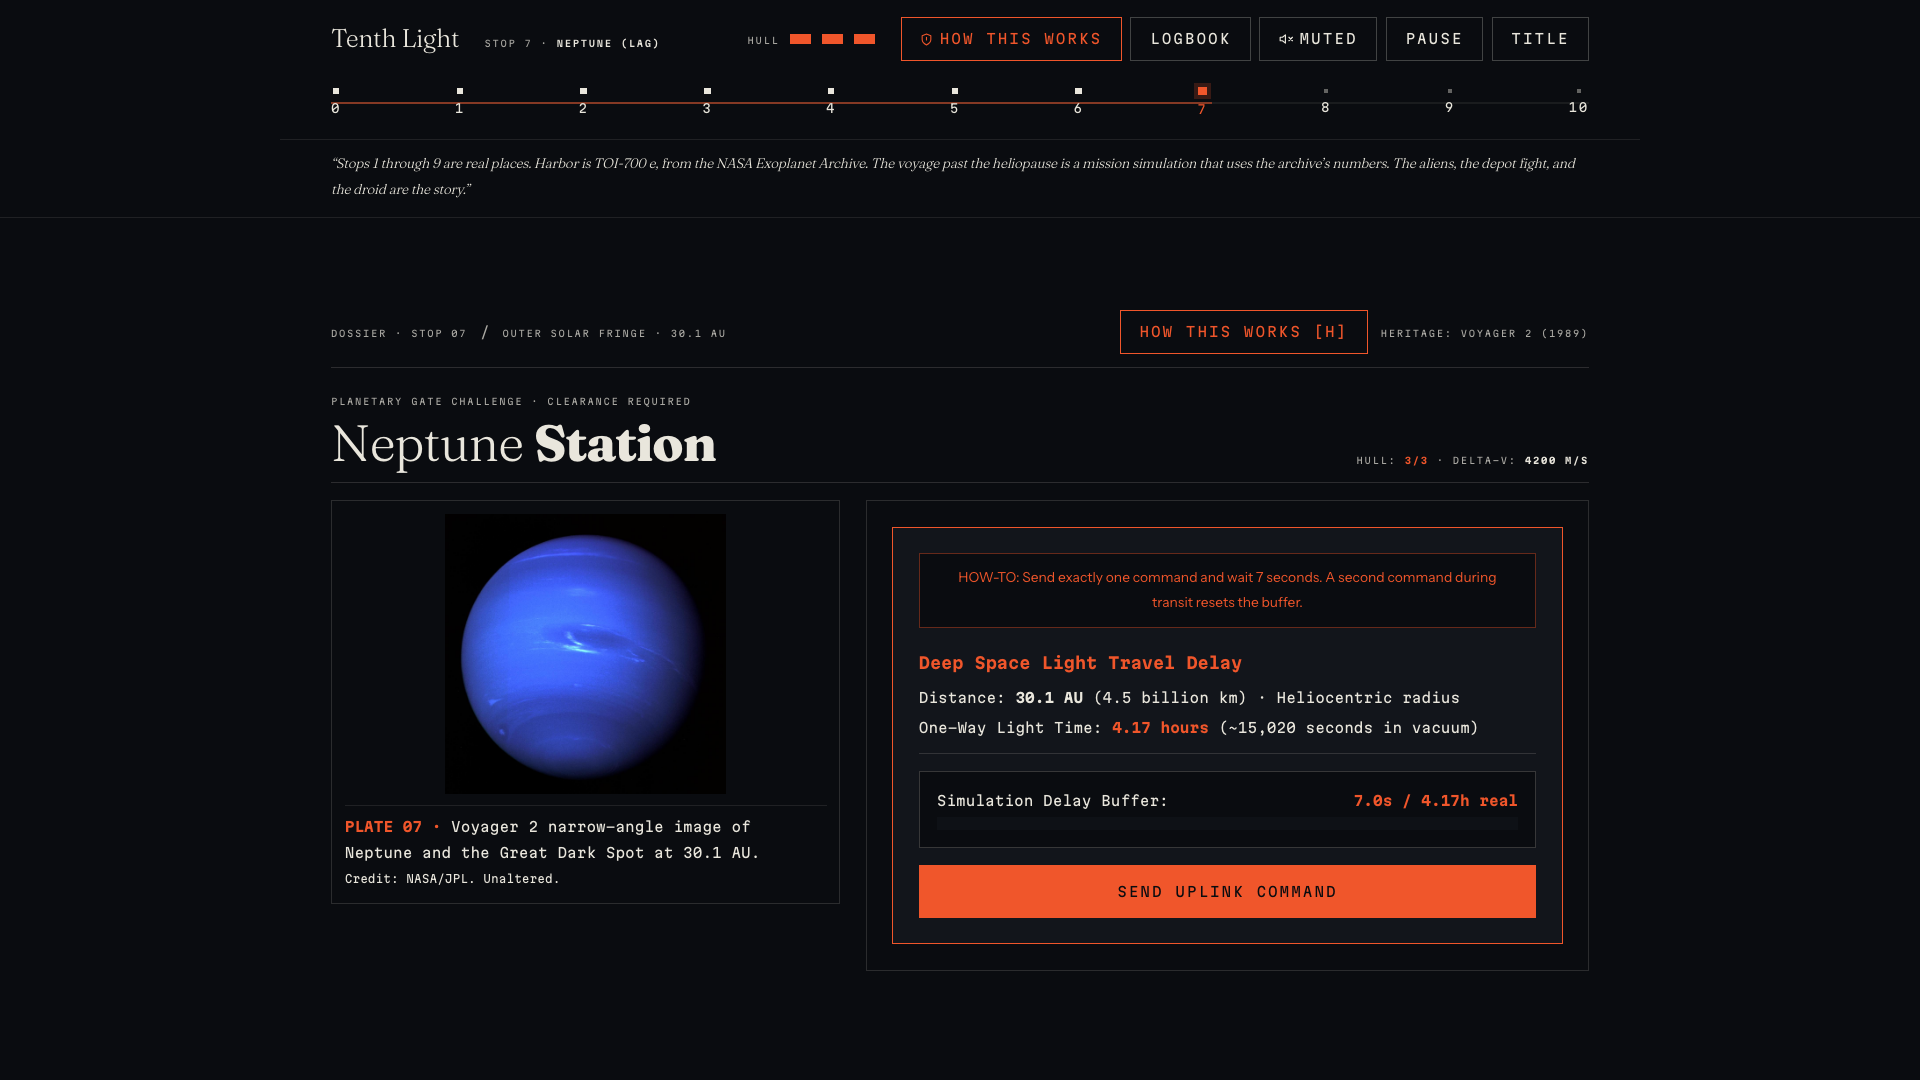 Tenth Light
STOP 7 · NEPTUNE (LAG)
HULL
HOW THIS WORKS
LOGBOOK
MUTED
PAUSE
TITLE
0 1 2 3 4 5 6 7 8 9 10
“Stops 1 through 9 are real places. Harbor is TOI-700 e, from the NASA Exoplanet Archive. The voyage past the heliopause is a mission simulation that uses the archive’s numbers. The aliens, the depot fight, and
the droid are the story.”
DOSSIER · STOP 07 / OUTER SOLAR FRINGE · 30.1 AU
HOW THIS WORKS [H]
HERITAGE: VOYAGER 2 (1989)
PLANETARY GATE CHALLENGE · CLEARANCE REQUIRED
Neptune Station
HULL: 3/3 · DELTA-V: 4200 M/S
PLATE 07 · Voyager 2 narrow-angle image of
Neptune and the Great Dark Spot at 30.1 AU.
Credit: NASA/JPL. Unaltered.
HOW-TO: Send exactly one command and wait 7 seconds. A second command during
transit resets the buffer.
Deep Space Light Travel Delay
Distance: 30.1 AU (4.5 billion km) · Heliocentric radius
One-Way Light Time: 4.17 hours (~15,020 seconds in vacuum)
Simulation Delay Buffer: 7.0s / 4.17h real
SEND UPLINK COMMAND